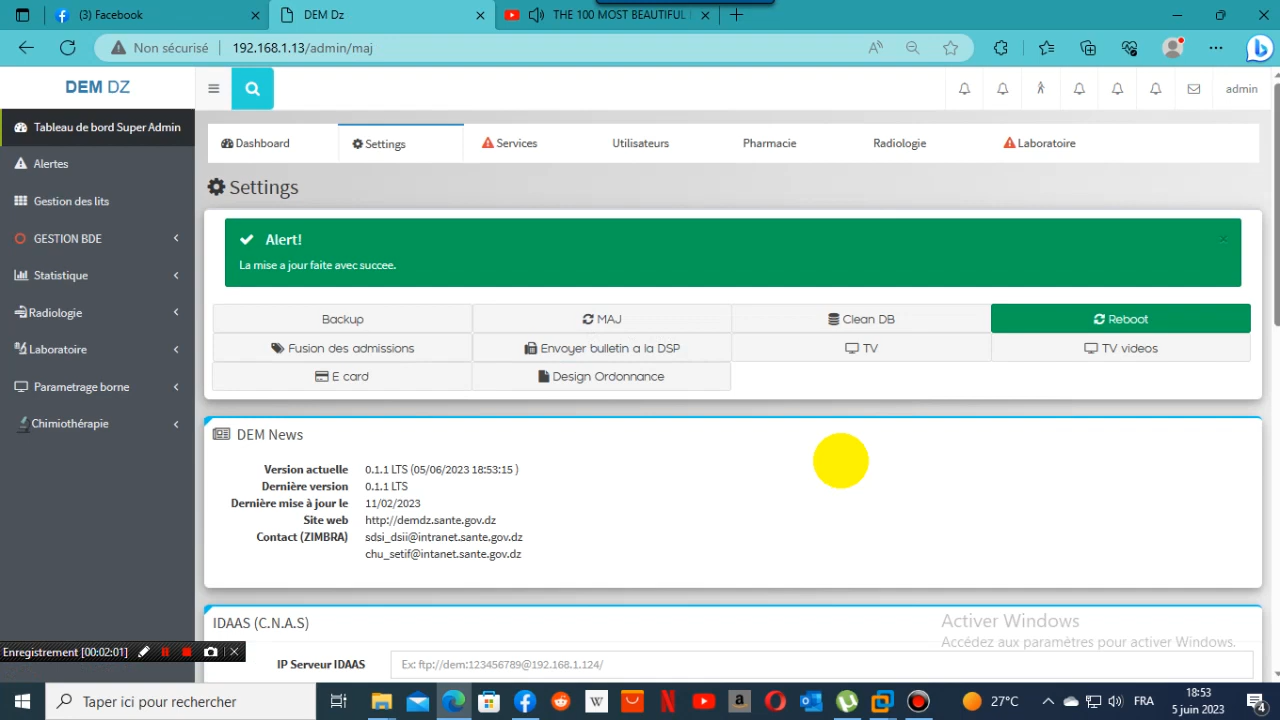 (3) Facebook
DEM Dz
THE 100 MOST BEAUTIFUL
Non sécurisé
192.168.1.13/admin/maj
DEM DZ
admin
Tableau de bord Super Admin
Alertes
Gestion des lits
GESTION BDE
Statistique
Radiologie
Laboratoire
Parametrage borne
Chimiothérapie
Dashboard
Settings
Services
Utilisateurs
Pharmacie
Radiologie
Laboratoire
Settings
Alert!
La mise a jour faite avec succee.
Backup
MAJ
Clean DB
Reboot
Fusion des admissions
Envoyer bulletin a la DSP
TV
TV videos
E card
Design Ordonnance
DEM News
Version actuelle 0.1.1 LTS (05/06/2023 18:53:15 )
Dernière version 0.1.1 LTS
Dernière mise à jour le 11/02/2023
Site web http://demdz.sante.gov.dz
Contact (ZIMBRA) sdsi_dsii@intranet.sante.gov.dz
chu_setif@intanet.sante.gov.dz
IDAAS (C.N.A.S)
IP Serveur IDAAS Ex: ftp://dem:123456789@192.168.1.124/
Activer Windows
Accédez aux paramètres pour activer Windows.
Enregistrement [00:02:01]
Taper ici pour rechercher
27°C
FRA
18:53
5 juin 2023
4